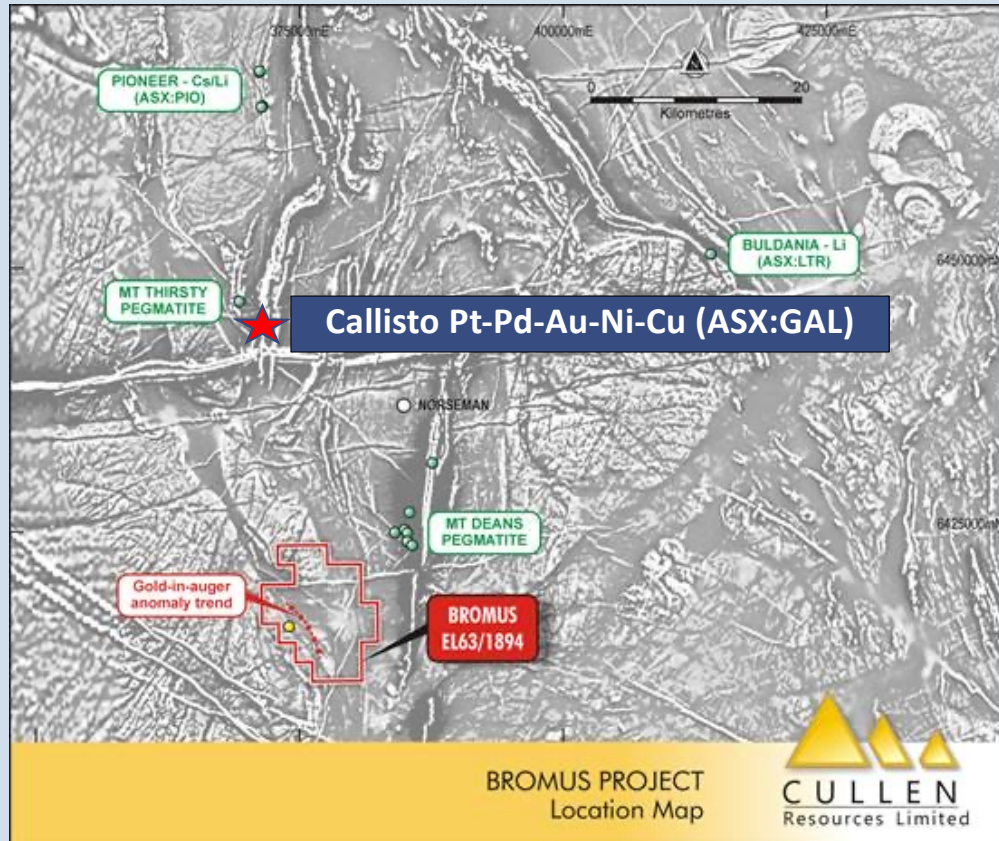 375000mE
400000mE
425000mE
PIONEER - Cs/Li
(ASX:PIO)
N
0
20
Kilometres
BULDANIA - Li
(ASX:LTR)
6450000mN
MT THIRSTY
PEGMATITE
Callisto Pt-Pd-Au-Ni-Cu (ASX:GAL)
NORSEMAN
MT DEANS
PEGMATITE
6425000mN
Gold-in-auger
anomaly trend
BROMUS
EL63/1894
BROMUS PROJECT
Location Map
CULLEN
Resources Limited